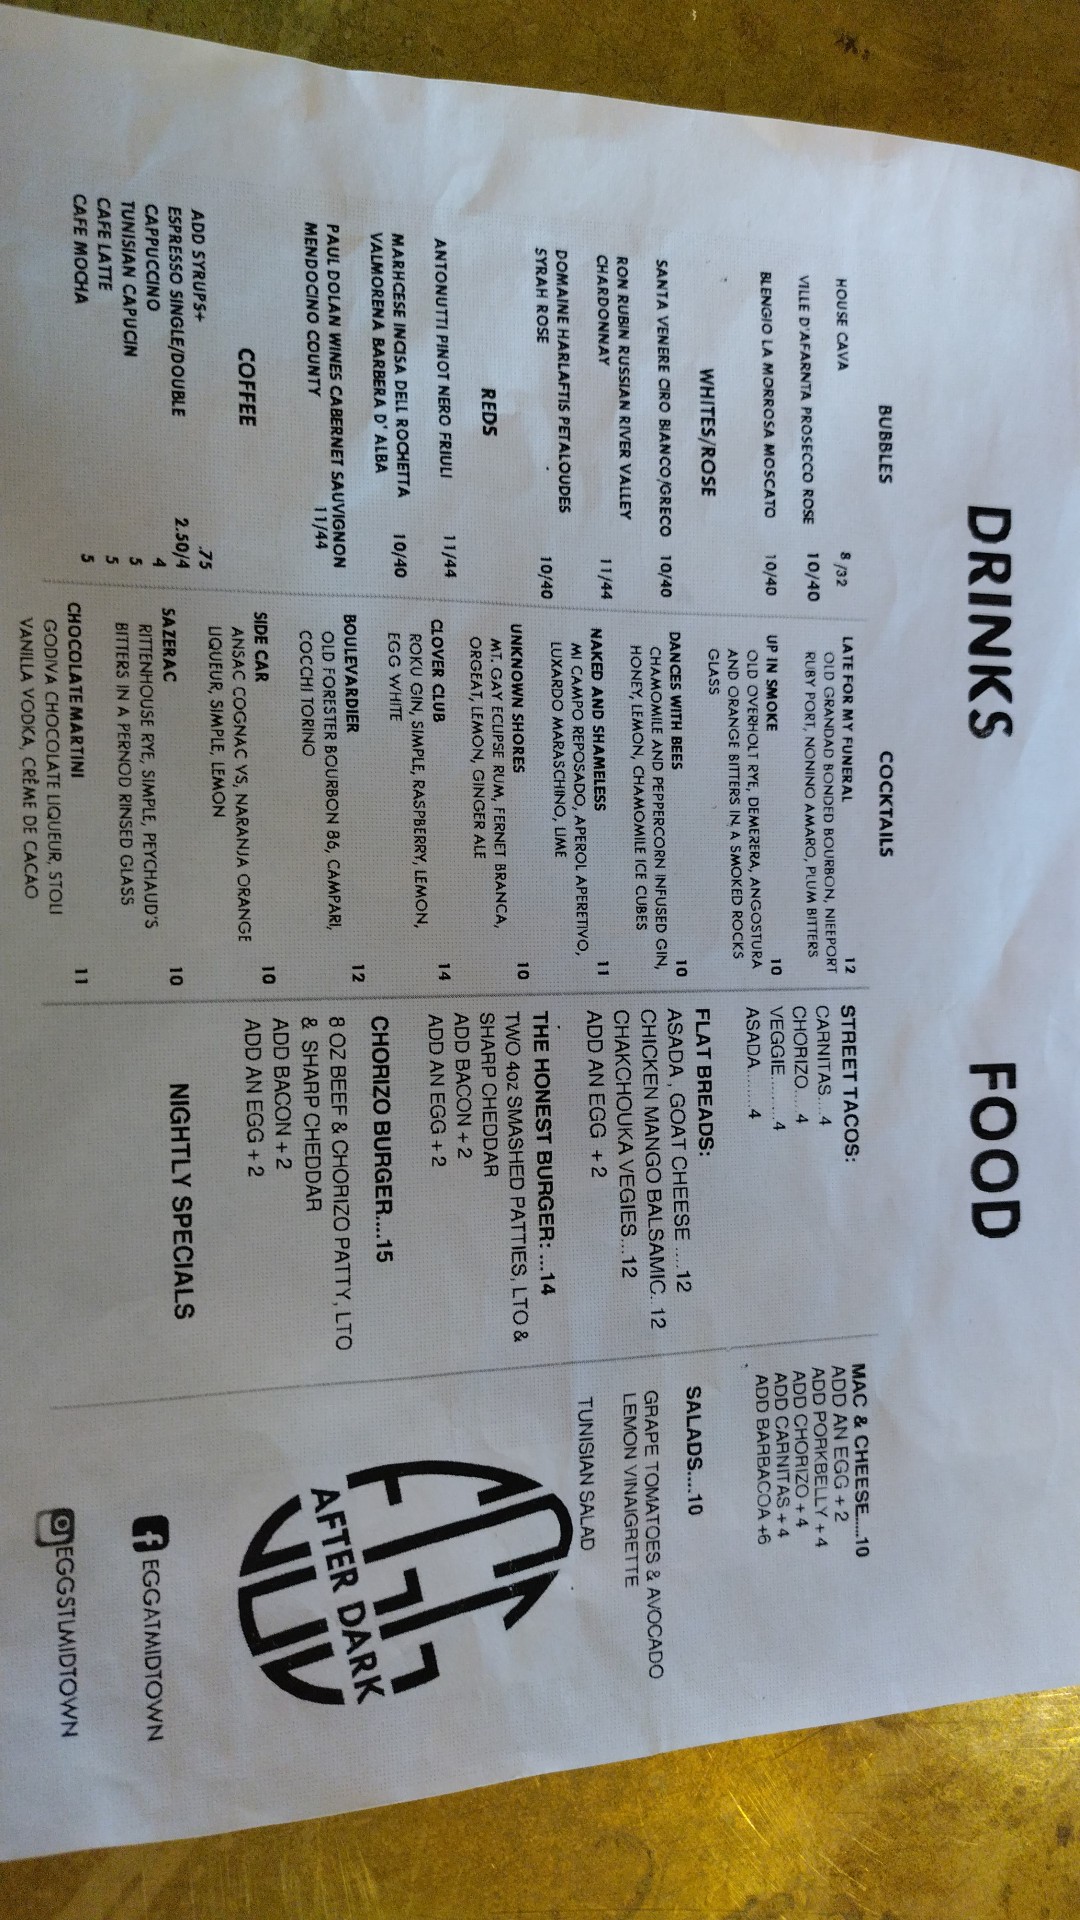 DRINKS
BUBBLES
HOUSE CAVA 8 /32
VILLE D'AFARNTA PROSECCO ROSE 10/40
BLENGIO LA MORROSA MOSCATO 10/40
WHITES/ROSE
SANTA VENERE CIRO BIANCO/GRECO 10/40
RON RUBIN RUSSIAN RIVER VALLEY
CHARDONNAY 11/44
DOMAINE HARLAFTIS PETALOUDES
SYRAH ROSE 10/40
REDS
ANTONUTTI PINOT NERO FRIULI 11/44
MARHCESE INCISA DELL ROCHETTA
VALMORENA BARBERA D' ALBA 10/40
PAUL DOLAN WINES CABERNET SAUVIGNON
MENDOCINO COUNTY 11/44
COFFEE
ADD SYRUPS+ .75
ESPRESSO SINGLE/DOUBLE 2.50/4
CAPPUCCINO 4
TUNISIAN CAPUCIN 5
CAFE LATTE 5
CAFE MOCHA 5
COCKTAILS
LATE FOR MY FUNERAL 12
OLD GRANDAD BONDED BOURBON, NIEEPORT
RUBY PORT, NONINO AMARO, PLUM BITTERS
UP IN SMOKE 10
OLD OVERHOLT RYE, DEMERERA, ANGOSTURA
AND ORANGE BITTERS IN A SMOKED ROCKS
GLASS
DANCES WITH BEES 10
CHAMOMILE AND PEPPERCORN INFUSED GIN,
HONEY, LEMON, CHAMOMILE ICE CUBES
NAKED AND SHAMELESS 11
MI CAMPO REPOSADO, APEROL APERETIVO,
LUXARDO MARASCHINO, LIME
UNKNOWN SHORES 10
MT. GAY ECLIPSE RUM, FERNET BRANCA,
ORGEAT, LEMON, GINGER ALE
CLOVER CLUB 14
ROKU GIN, SIMPLE, RASPBERRY, LEMON,
EGG WHITE
BOULEVARDIER 12
OLD FORESTER BOURBON 86, CAMPARI,
COCCHI TORINO
SIDE CAR 10
ANSAC COGNAC VS, NARANJA ORANGE
LIQUEUR, SIMPLE, LEMON
SAZERAC 10
RITTENHOUSE RYE, SIMPLE, PEYCHAUD'S
BITTERS IN A PERNOD RINSED GLASS
CHOCOLATE MARTINI 11
GODIVA CHOCOLATE LIQUEUR, STOLI
VANILLA VODKA, CRÈME DE CACAO
FOOD
STREET TACOS:
CARNITAS....4
CHORIZO.....4
VEGGIE.........4
ASADA........4
FLAT BREADS:
ASADA , GOAT CHEESE ....12
CHICKEN MANGO BALSAMIC. 12
CHAKCHOUKA VEGIES...12
ADD AN EGG + 2
THE HONEST BURGER: ...14
TWO 4oz SMASHED PATTIES, LTO &
SHARP CHEDDAR
ADD BACON +2
ADD AN EGG + 2
CHORIZO BURGER....15
8 OZ BEEF & CHORIZO PATTY, LTO
& SHARP CHEDDAR
ADD BACON + 2
ADD AN EGG + 2
NIGHTLY SPECIALS
MAC & CHEESE.....10
ADD AN EGG + 2
ADD PORKBELLY + 4
ADD CHORIZO + 4
ADD CARNITAS + 4
ADD BARBACOA +6
SALADS....10
GRAPE TOMATOES & AVOCADO
LEMON VINAIGRETTE
TUNISIAN SALAD
AFTER DARK
EGGATMIDTOWN
EGGSTLMIDTOWN